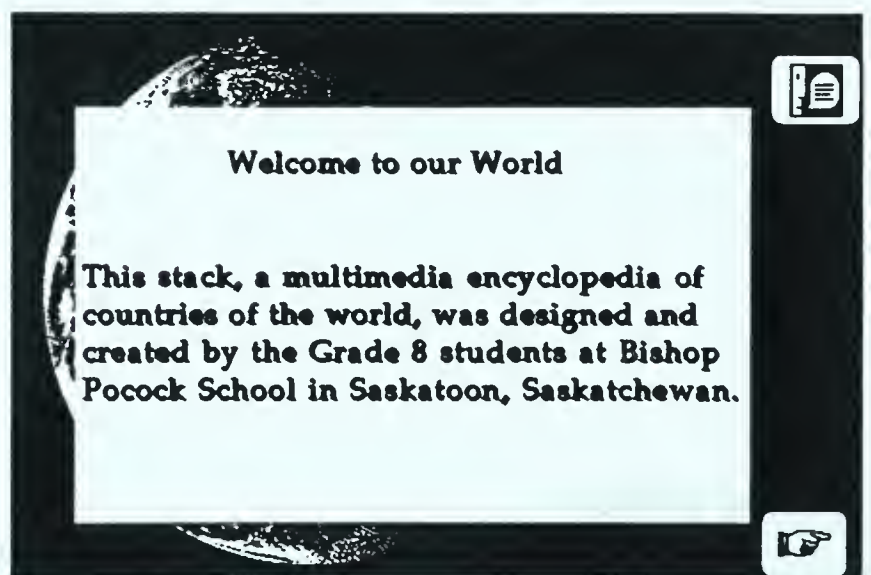 Welcome to our World
This stack, a multimedia encyclopedia of
countries of the world, was designed and
created by the Grade 8 students at Bishop
Pocock School in Saskatoon, Saskatchewan.